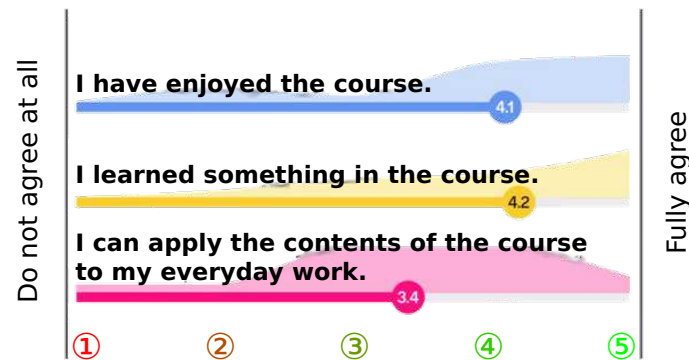 Do not agree at all
I have enjoyed the course.
4.1
I learned something in the course.
4.2
I can apply the contents of the course
to my everyday work.
3.4
① ② ③ ④ ⑤
Fully agree